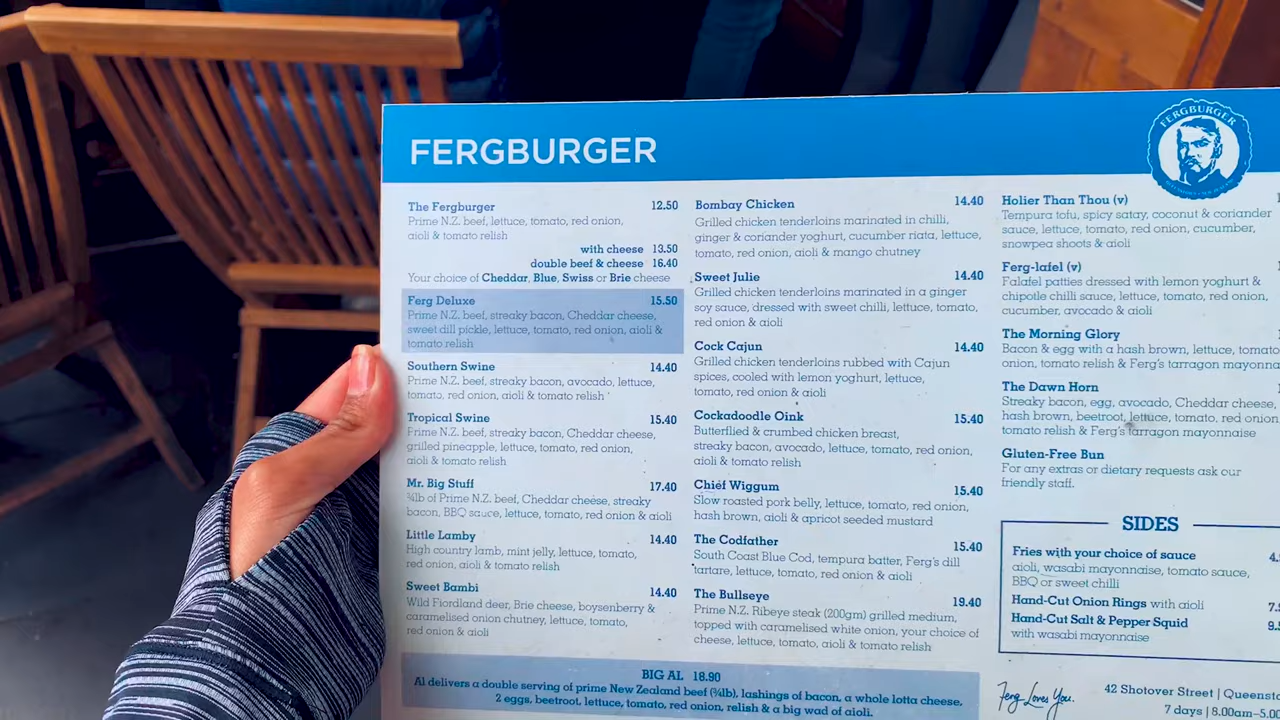 FERGBURGER
FERGBURGER
The Fergburger 12.50
Prime N.Z. beef, lettuce, tomato, red onion,
aioli & tomato relish
with cheese 13.50
double beef & cheese 16.40
Your choice of Cheddar, Blue, Swiss or Brie cheese
Ferg Deluxe 15.50
Prime N.Z. beef, streaky bacon, Cheddar cheese,
sweet dill pickle, lettuce, tomato, red onion, aioli &
tomato relish
Southern Swine 14.40
Prime N.Z. beef, streaky bacon, avocado, lettuce,
tomato, red onion, aioli & tomato relish
Tropical Swine 15.40
Prime N.Z. beef, streaky bacon, Cheddar cheese,
grilled pineapple, lettuce, tomato, red onion,
aioli & tomato relish
Mr. Big Stuff 17.40
½lb of Prime N.Z. beef, Cheddar cheese, streaky
bacon, BBQ sauce, lettuce, tomato, red onion & aioli
Little Lamby 14.40
High country lamb, mint jelly, lettuce, tomato,
red onion, aioli & tomato relish
Sweet Bambi 14.40
Wild Fiordland deer, Brie cheese, boysenberry &
caramelised onion chutney, lettuce, tomato,
red onion & aioli
Bombay Chicken 14.40
Grilled chicken tenderloins marinated in chilli,
ginger & coriander yoghurt, cucumber riata, lettuce,
tomato, red onion, aioli & mango chutney
Sweet Julie 14.40
Grilled chicken tenderloins marinated in a ginger
soy sauce, dressed with sweet chilli, lettuce, tomato,
red onion & aioli
Cock Cajun 14.40
Grilled chicken tenderloins rubbed with Cajun
spices, cooled with lemon yoghurt, lettuce,
tomato, red onion & aioli
Cockadoodle Oink 15.40
Butterflied & crumbed chicken breast,
streaky bacon, avocado, lettuce, tomato, red onion,
aioli & tomato relish
Chief Wiggum 15.40
Slow roasted pork belly, lettuce, tomato, red onion,
hash brown, aioli & apricot seeded mustard
The Codfather 15.40
South Coast Blue Cod, tempura batter, Ferg's dill
tartare, lettuce, tomato, red onion & aioli
The Bullseye 19.40
Prime N.Z. Ribeye steak (200gm) grilled medium,
topped with caramelised white onion, your choice of
cheese, lettuce, tomato, aioli & tomato relish
BIG AL 18.90
Al delivers a double serving of prime New Zealand beef (½lb), lashings of bacon, a whole lotta cheese,
2 eggs, beetroot, lettuce, tomato, red onion, relish & a big wad of aioli.
Holier Than Thou (v)
Tempura tofu, spicy satay, coconut & coriander
sauce, lettuce, tomato, red onion, cucumber,
snowpea shoots & aioli
Ferg-lafel (v)
Falafel patties dressed with lemon yoghurt &
chipotle chilli sauce, lettuce, tomato, red onion,
cucumber, avocado & aioli
The Morning Glory
Bacon & egg with a hash brown, lettuce, tomato
onion, tomato relish & Ferg's tarragon mayonna
The Dawn Horn
Streaky bacon, egg, avocado, Cheddar cheese,
hash brown, beetroot, lettuce, tomato, red onion
tomato relish & Ferg's tarragon mayonnaise
Gluten-Free Bun
For any extras or dietary requests ask our
friendly staff.
SIDES
Fries with your choice of sauce 4.
aioli, wasabi mayonnaise, tomato sauce,
BBQ or sweet chilli
Hand-Cut Onion Rings with aioli 7.
Hand-Cut Salt & Pepper Squid 9.
with wasabi mayonnaise
Ferg Loves You.
42 Shotover Street | Queensto
7 days | 8.00am–5.00